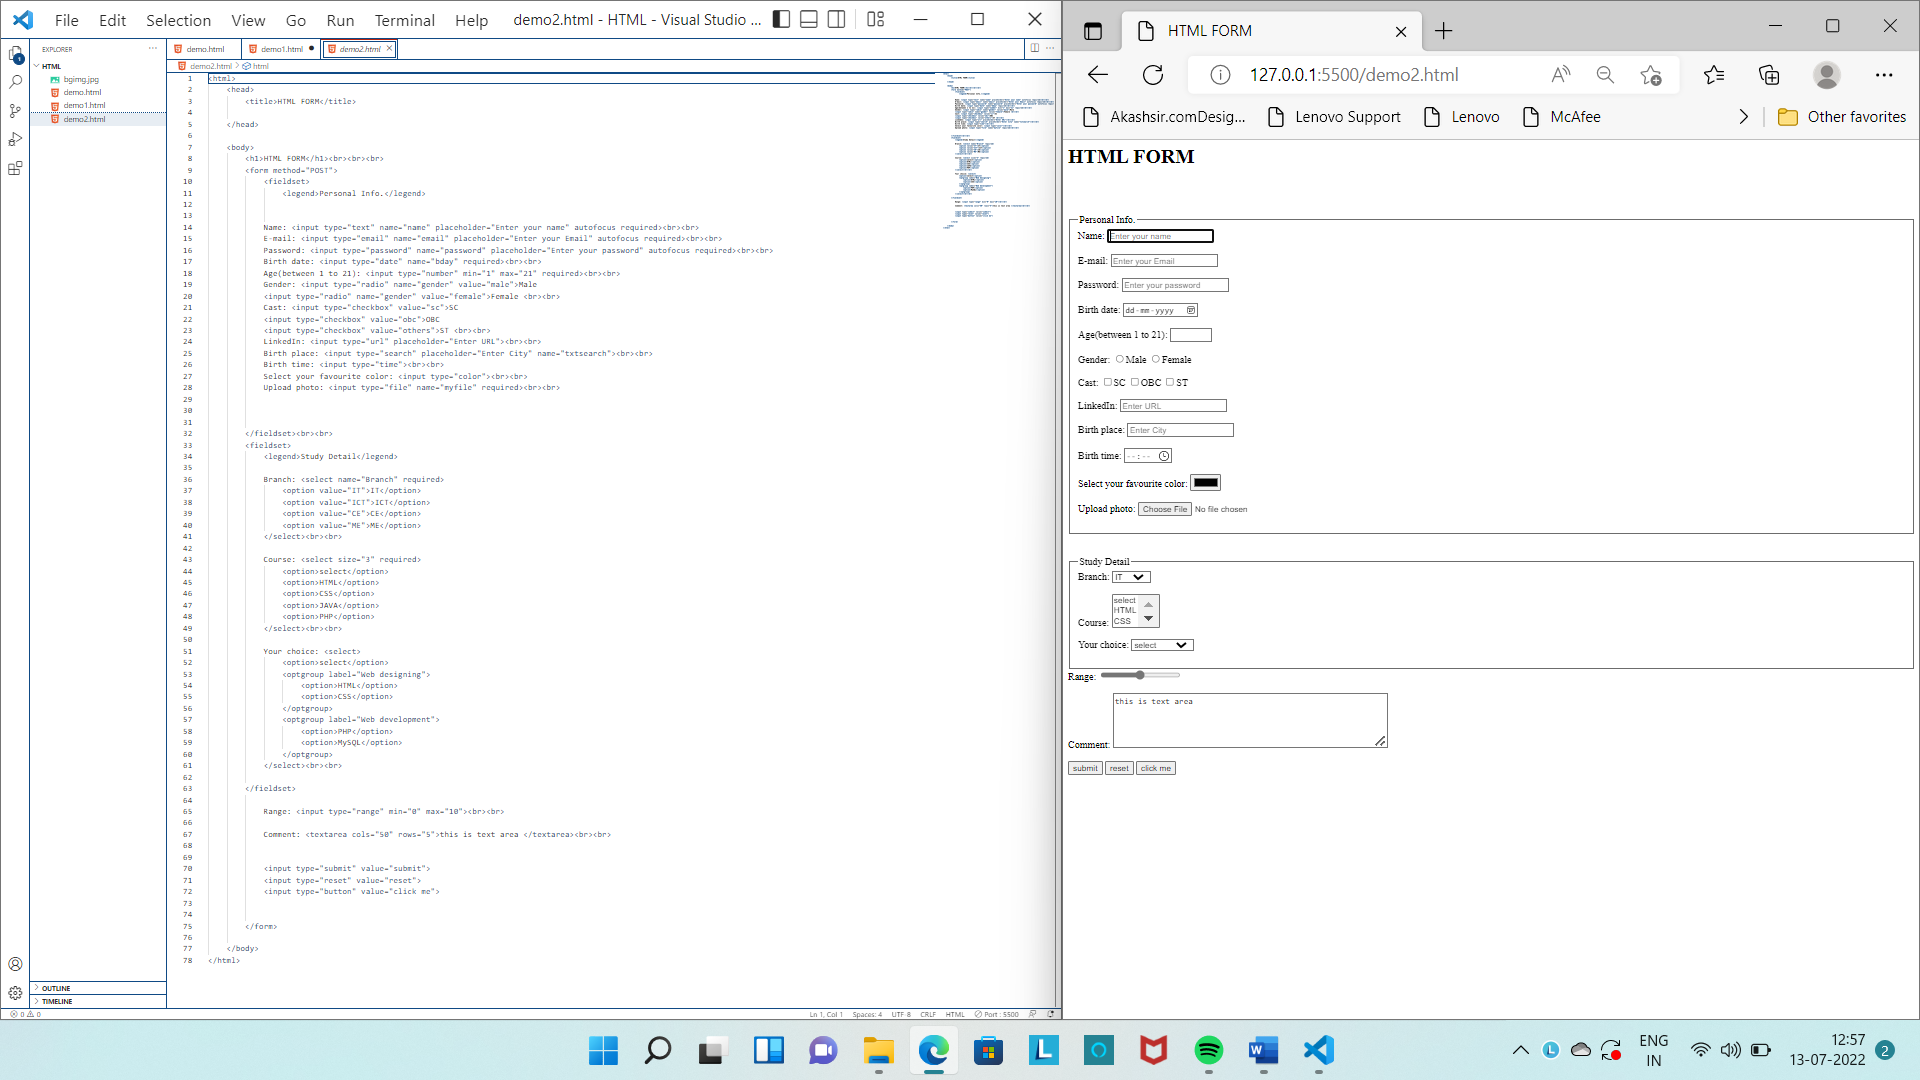 File Edit Selection View Go Run Terminal Help demo2.html - HTML - Visual Studio ...
EXPLORER
HTML
bgimg.jpg
demo.html
demo1.html
demo2.html
OUTLINE
TIMELINE
demo.html demo1.html demo2.html
demo2.html > html
1 <html>
2 <head>
3 <title>HTML FORM</title>
4
5 </head>
6
7 <body>
8 <h1>HTML FORM</h1><br><br><br>
9 <form method="POST">
10 <fieldset>
11 <legend>Personal Info.</legend>
12
13
14 Name: <input type="text" name="name" placeholder="Enter your name" autofocus required><br><br>
15 E-mail: <input type="email" name="email" placeholder="Enter your Email" autofocus required><br><br>
16 Password: <input type="password" name="password" placeholder="Enter your password" autofocus required><br><br>
17 Birth date: <input type="date" name="bday" required><br><br>
18 Age(between 1 to 21): <input type="number" min="1" max="21" required><br><br>
19 Gender: <input type="radio" name="gender" value="male">Male
20 <input type="radio" name="gender" value="female">Female <br><br>
21 Cast: <input type="checkbox" value="sc">SC
22 <input type="checkbox" value="obc">OBC
23 <input type="checkbox" value="others">ST <br><br>
24 LinkedIn: <input type="url" placeholder="Enter URL"><br><br>
25 Birth place: <input type="search" placeholder="Enter City" name="txtsearch"><br><br>
26 Birth time: <input type="time"><br><br>
27 Select your favourite color: <input type="color"><br><br>
28 Upload photo: <input type="file" name="myfile" required><br><br>
29
30
31
32 </fieldset><br><br>
33 <fieldset>
34 <legend>Study Detail</legend>
35
36 Branch: <select name="Branch" required>
37 <option value="IT">IT</option>
38 <option value="ICT">ICT</option>
39 <option value="CE">CE</option>
40 <option value="ME">ME</option>
41 </select><br><br>
42
43 Course: <select size="3" required>
44 <option>select</option>
45 <option>HTML</option>
46 <option>CSS</option>
47 <option>JAVA</option>
48 <option>PHP</option>
49 </select><br><br>
50
51 Your choice: <select>
52 <option>select</option>
53 <optgroup label="Web designing">
54 <option>HTML</option>
55 <option>CSS</option>
56 </optgroup>
57 <optgroup label="Web development">
58 <option>PHP</option>
59 <option>MySQL</option>
60 </optgroup>
61 </select><br><br>
62
63 </fieldset>
64
65 Range: <input type="range" min="0" max="10"><br><br>
66
67 Comment: <textarea cols="50" rows="5">this is text area </textarea><br><br>
68
69
70 <input type="submit" value="submit">
71 <input type="reset" value="reset">
72 <input type="button" value="click me">
73
74
75 </form>
76
77 </body>
78 </html>
0 0 Ln 1, Col 1 Spaces: 4 UTF-8 CRLF HTML Port : 5500
HTML FORM
127.0.0.1:5500/demo2.html
Akashsir.comDesig... Lenovo Support Lenovo McAfee Other favorites
HTML FORM
Personal Info.
Name: Enter your name
E-mail: Enter your Email
Password: Enter your password
Birth date: dd-mm-yyyy
Age(between 1 to 21):
Gender: Male Female
Cast: SC OBC ST
LinkedIn: Enter URL
Birth place: Enter City
Birth time: --:--
Select your favourite color:
Upload photo: Choose File No file chosen
Study Detail
Branch: IT
select
HTML
Course: CSS
Your choice: select
Range:
this is text area
Comment:
submit reset click me
ENG
IN
12:57
13-07-2022
2